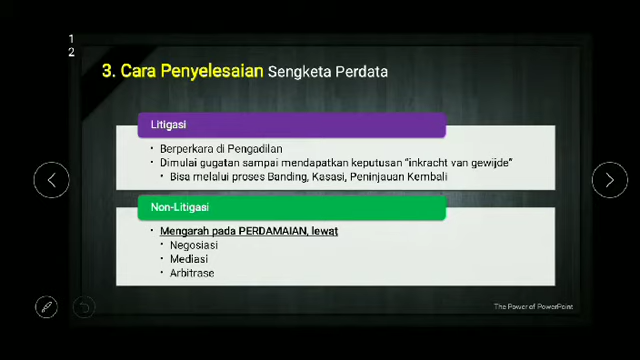 1
2
3. Cara Penyelesaian Sengketa Perdata
Litigasi
• Berperkara di Pengadilan
• Dimulai gugatan sampai mendapatkan keputusan “inkracht van gewijde”
• Bisa melalui proses Banding, Kasasi, Peninjauan Kembali
Non-Litigasi
• Mengarah pada PERDAMAIAN, lewat
• Negosiasi
• Mediasi
• Arbitrase
The Power of PowerPoint